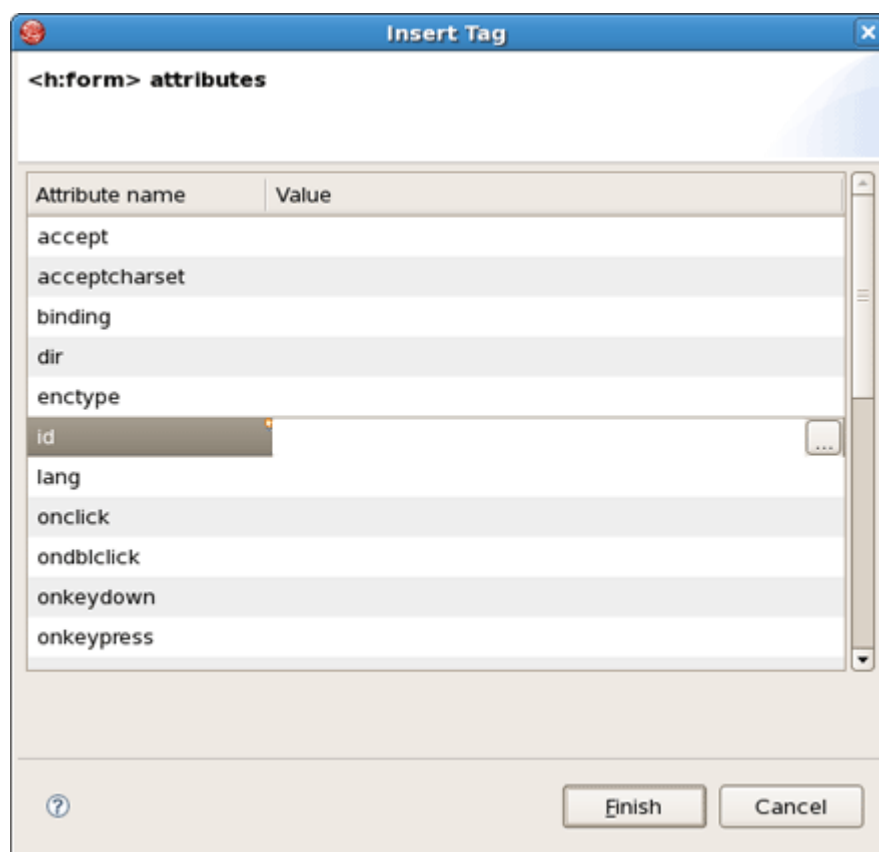 Insert Tag
<h:form> attributes
Attribute name Value
accept
acceptcharset
binding
dir
enctype
id
...
lang
onclick
ondblclick
onkeydown
onkeypress
? Finish Cancel